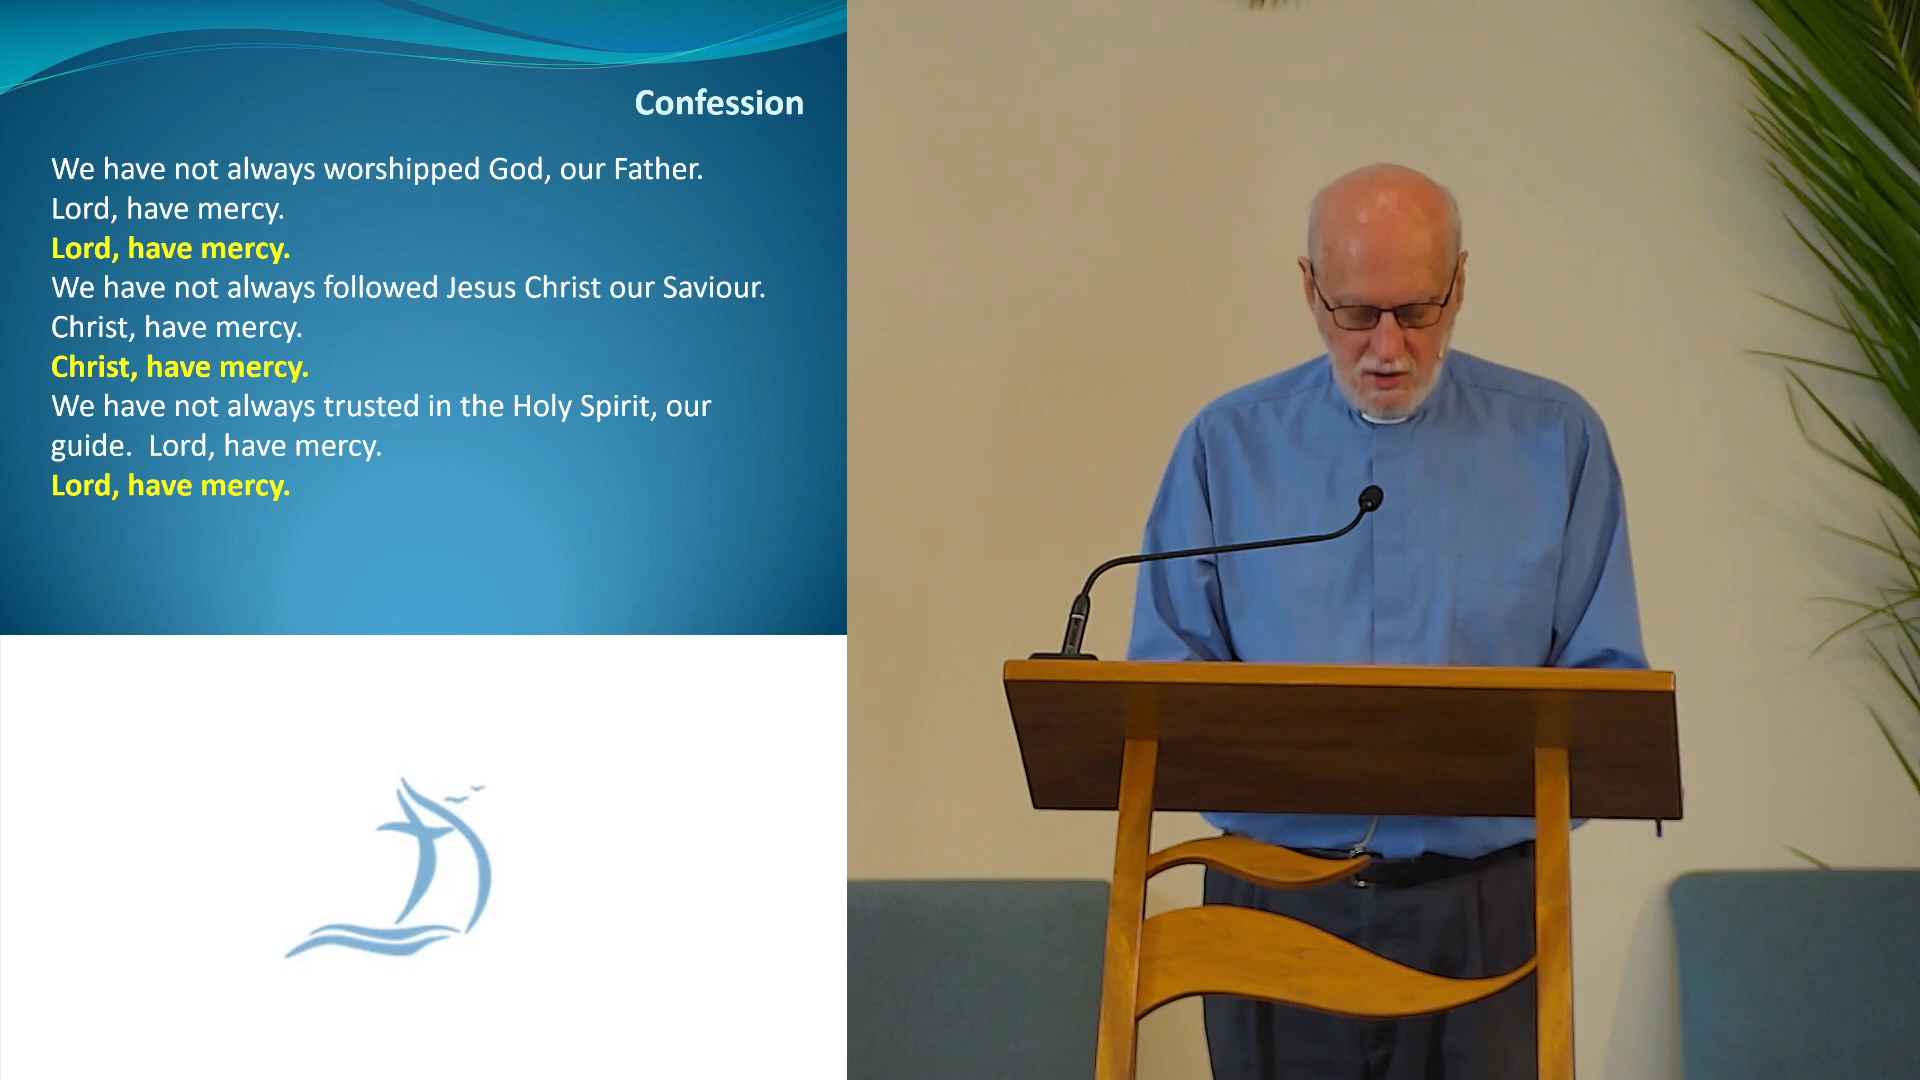 Confession
We have not always worshipped God, our Father.
Lord, have mercy.
Lord, have mercy.
We have not always followed Jesus Christ our Saviour.
Christ, have mercy.
Christ, have mercy.
We have not always trusted in the Holy Spirit, our
guide.  Lord, have mercy.
Lord, have mercy.